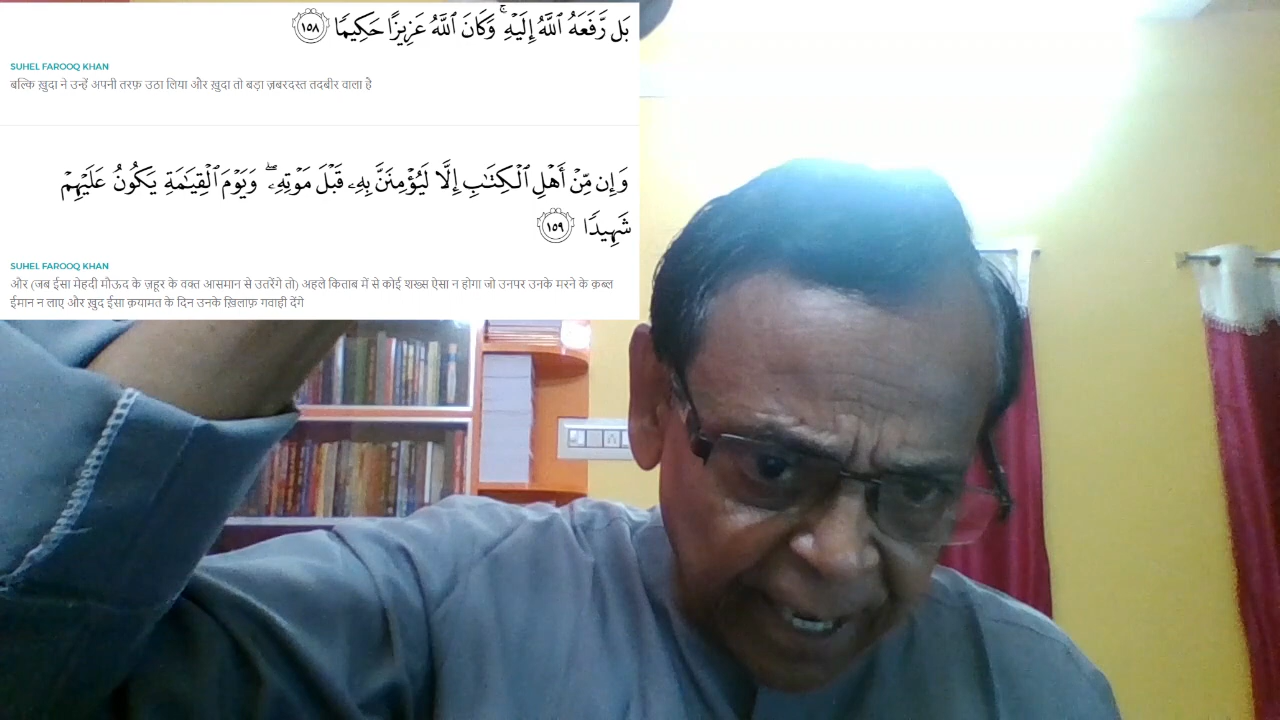 بَل رَّفَعَهُ ٱللَّهُ إِلَيْهِ ۚ وَكَانَ ٱللَّهُ عَزِيزًا حَكِيمًا ١٥٨
SUHEL FAROOQ KHAN
बल्कि ख़ुदा ने उन्हें अपनी तरफ़ उठा लिया और ख़ुदा तो बड़ा ज़बरदस्त तदबीर वाला है
وَإِن مِّنْ أَهْلِ ٱلْكِتَٰبِ إِلَّا لَيُؤْمِنَنَّ بِهِۦ قَبْلَ مَوْتِهِۦ ۖ وَيَوْمَ ٱلْقِيَٰمَةِ يَكُونُ عَلَيْهِمْ
شَهِيدًا ١٥٩
SUHEL FAROOQ KHAN
और (जब ईसा मेहदी मौऊद के ज़हूर के वक्त आसमान से उतरेंगे तो) अहले किताब में से कोई शख्स ऐसा न होगा जो उनपर उनके मरने के क़ब्ल
ईमान न लाए और ख़ुद ईसा क़यामत के दिन उनके ख़िलाफ़ गवाही देंगे